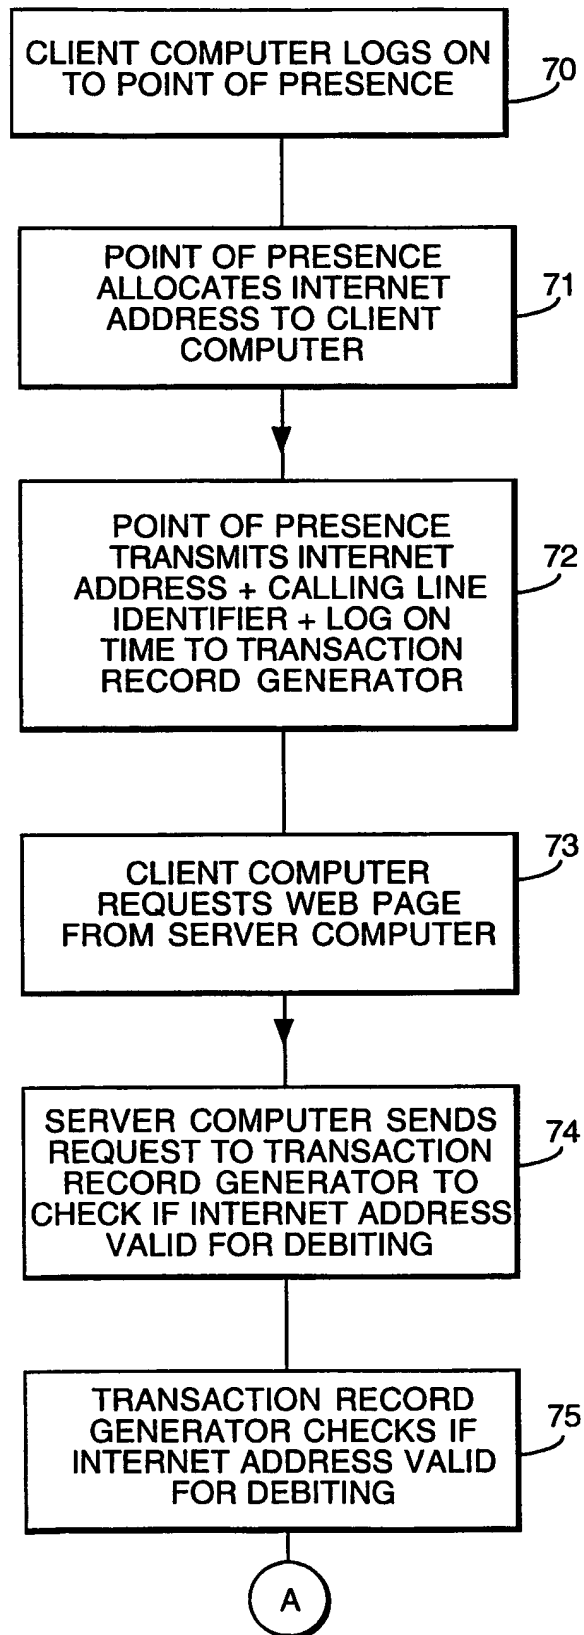 CLIENT COMPUTER LOGS ON
TO POINT OF PRESENCE
70
POINT OF PRESENCE
ALLOCATES INTERNET
ADDRESS TO CLIENT
COMPUTER
71
POINT OF PRESENCE
TRANSMITS INTERNET
ADDRESS + CALLING LINE
IDENTIFIER + LOG ON
TIME TO TRANSACTION
RECORD GENERATOR
72
CLIENT COMPUTER
REQUESTS WEB PAGE
FROM SERVER COMPUTER
73
SERVER COMPUTER SENDS
REQUEST TO TRANSACTION
RECORD GENERATOR TO
CHECK IF INTERNET ADDRESS
VALID FOR DEBITING
74
TRANSACTION RECORD
GENERATOR CHECKS IF
INTERNET ADDRESS VALID
FOR DEBITING
75
A